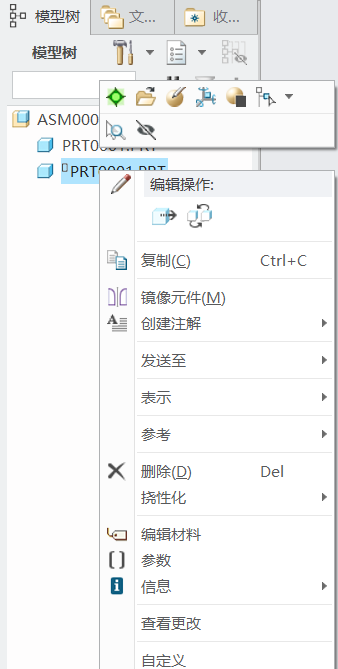 模型树
文...
收...
模型树
ASM000
PRT0001.PRT
PRT0001.PRT
编辑操作:
复制(C) Ctrl+C
镜像元件(M)
创建注解
发送至
表示
参考
删除(D) Del
挠性化
编辑材料
参数
信息
查看更改
自定义